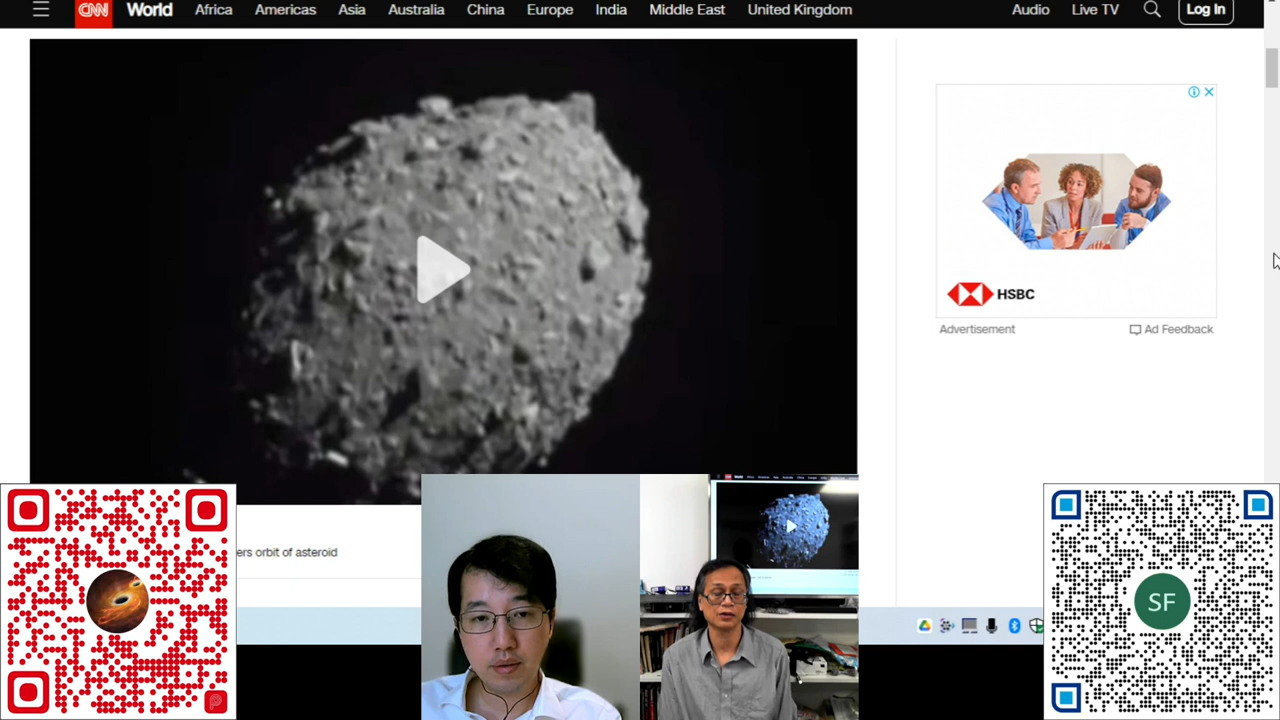 CNN World Africa Americas Asia Australia China Europe India Middle East United Kingdom Audio Live TV Log In
HSBC
Advertisement Ad Feedback
ers orbit of asteroid
SF